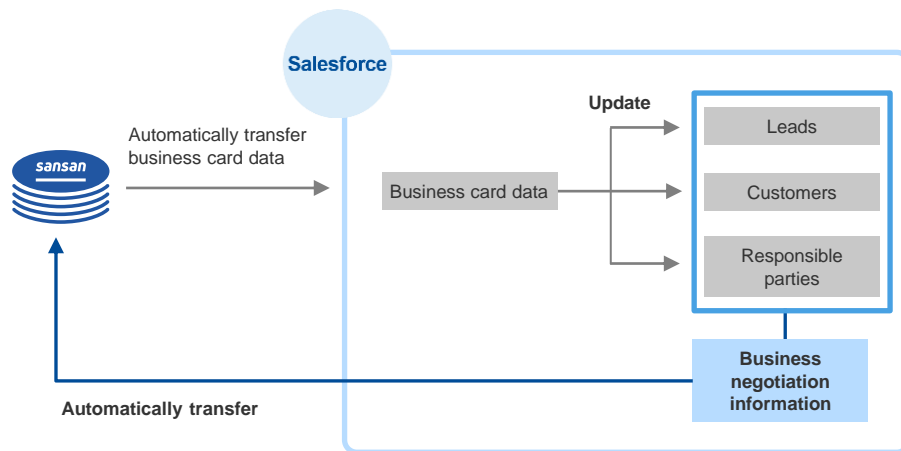 Salesforce
Update
Automatically transfer
business card data
Leads
sansan
Business card data
Customers
Responsible
parties
Business
negotiation
information
Automatically transfer